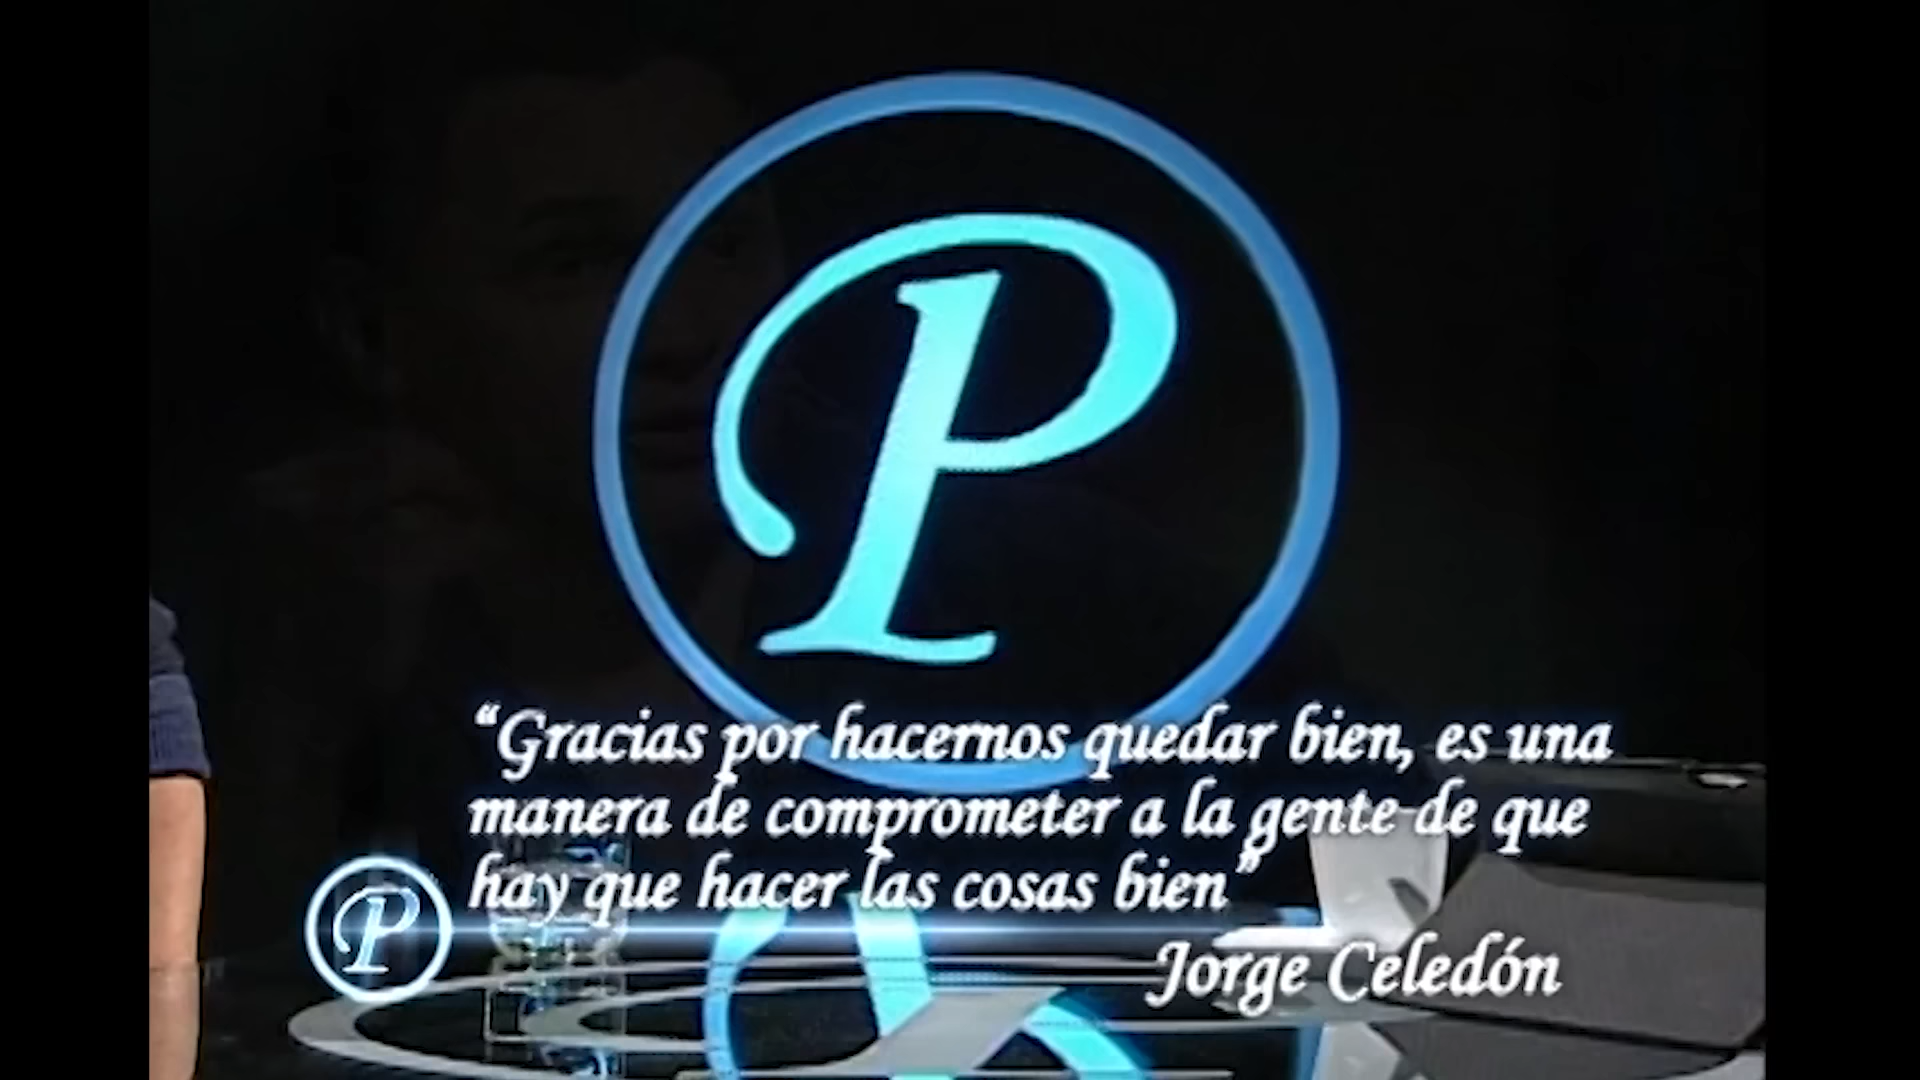 P
“Gracias por hacernos quedar bien, es una
manera de comprometer a la gente de que
hay que hacer las cosas bien”
P
Jorge Celedón